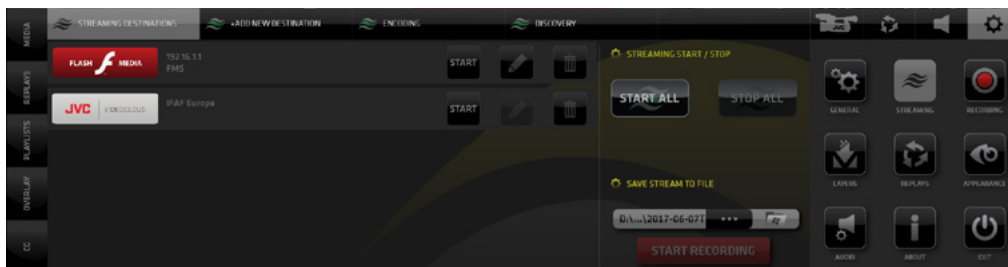 MEDIA
REPLAYS
PLAYLISTS
OVERLAY
CG
STREAMING DESTINATIONS
+ADD NEW DESTINATION
ENCODING
DISCOVERY
JVC
FLASH MEDIA
192.16.1.1
FMS
START
JVC VIDEOCLOUD
IFAF Europe
START
STREAMING START / STOP
START ALL
STOP ALL
SAVE STREAM TO FILE
D:\...\2017-06-07T
•••
START RECORDING
GENERAL
STREAMING
RECORDING
LAYERS
REPLAYS
APPEARANCE
AUDIO
ABOUT
EXIT